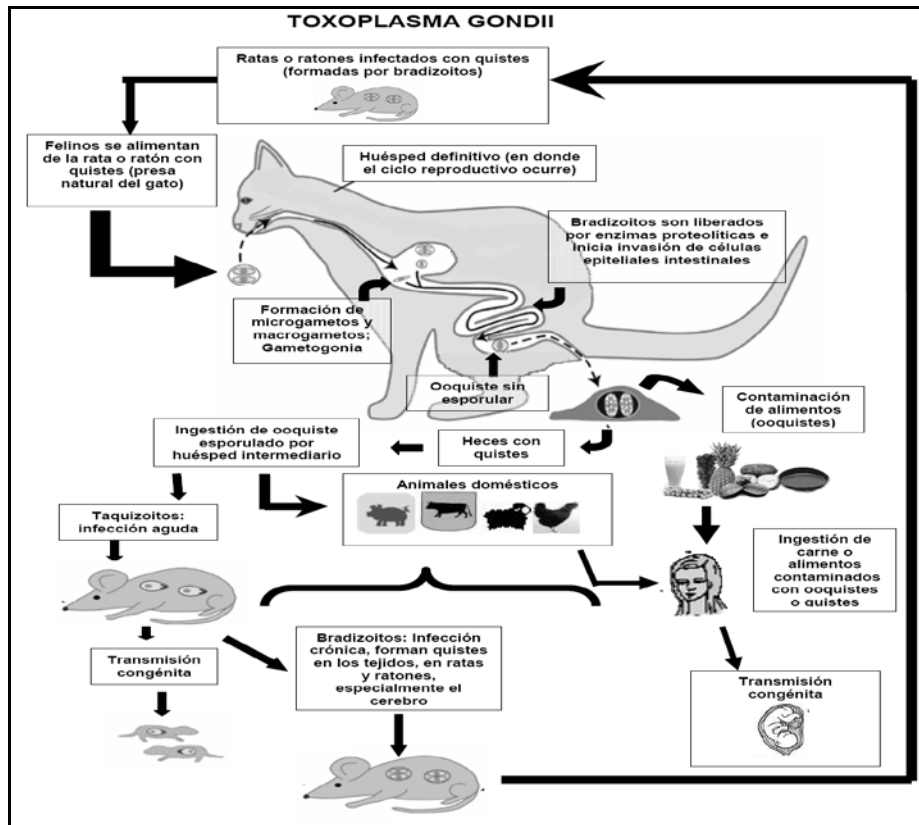 TOXOPLASMA GONDII
Ratas o ratones infectados con quistes
(formadas por bradizoitos)
Felinos se alimentan
de la rata o ratón con
quistes (presa
natural del gato)
Huésped definitivo (en donde
el ciclo reproductivo ocurre)
Bradizoitos son liberados
por enzimas proteolíticas e
inicia invasión de células
epiteliales intestinales
Formación de
microgametos y
macrogametos;
Gametogonia
Ooquiste sin
esporular
Contaminación
de alimentos
(ooquistes)
Ingestión de ooquiste
esporulado por
huésped intermediario
Heces con
quistes
Animales domésticos
Taquizoitos:
infección aguda
Ingestión de
carne o
alimentos
contaminados
con ooquistes
o quistes
Bradizoitos: Infección
crónica, forman quistes
en los tejidos, en ratas
y ratones,
especialmente el
cerebro
Transmisión
congénita
Transmisión
congénita